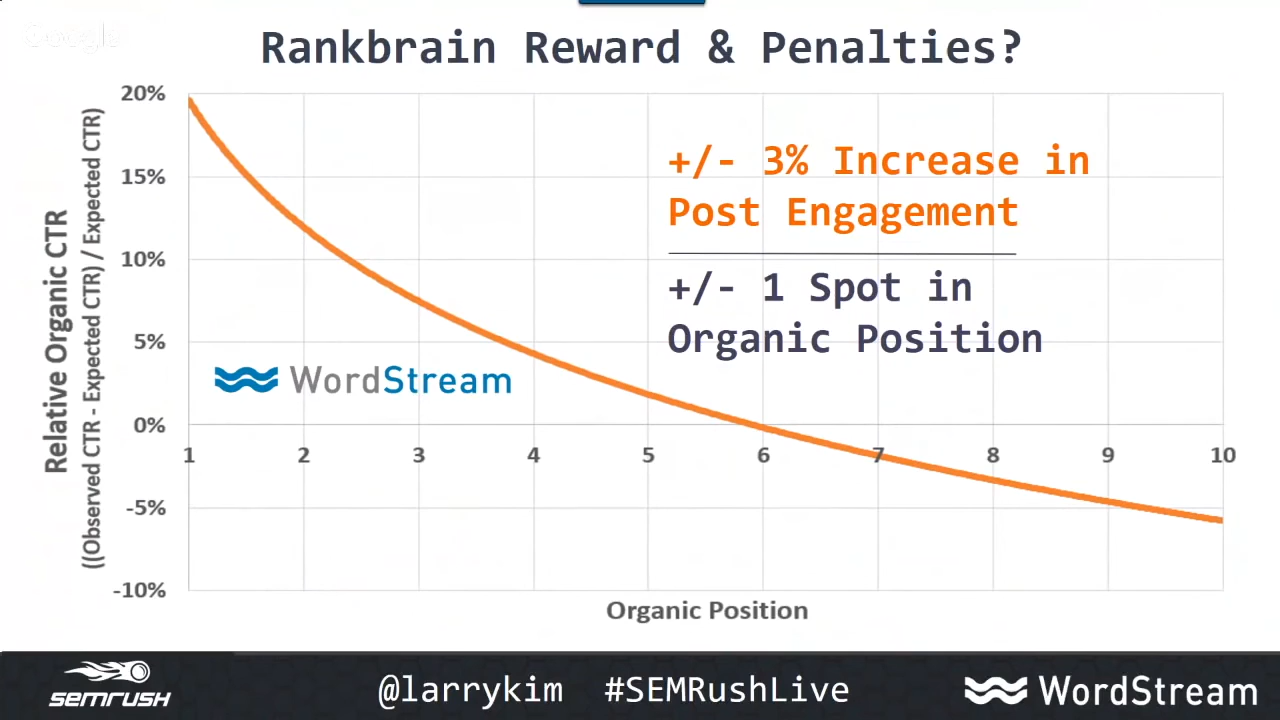 Google
Rankbrain Reward & Penalties?
20%
15%
10%
5%
0%
-5%
-10%
Relative Organic CTR
((Observed CTR - Expected CTR) / Expected CTR)
+/- 3% Increase in
Post Engagement
+/- 1 Spot in
Organic Position
WordStream
1 2 3 4 5 6 7 8 9 10
Organic Position
SEMRUSH
@larrykim #SEMRushLive
WordStream